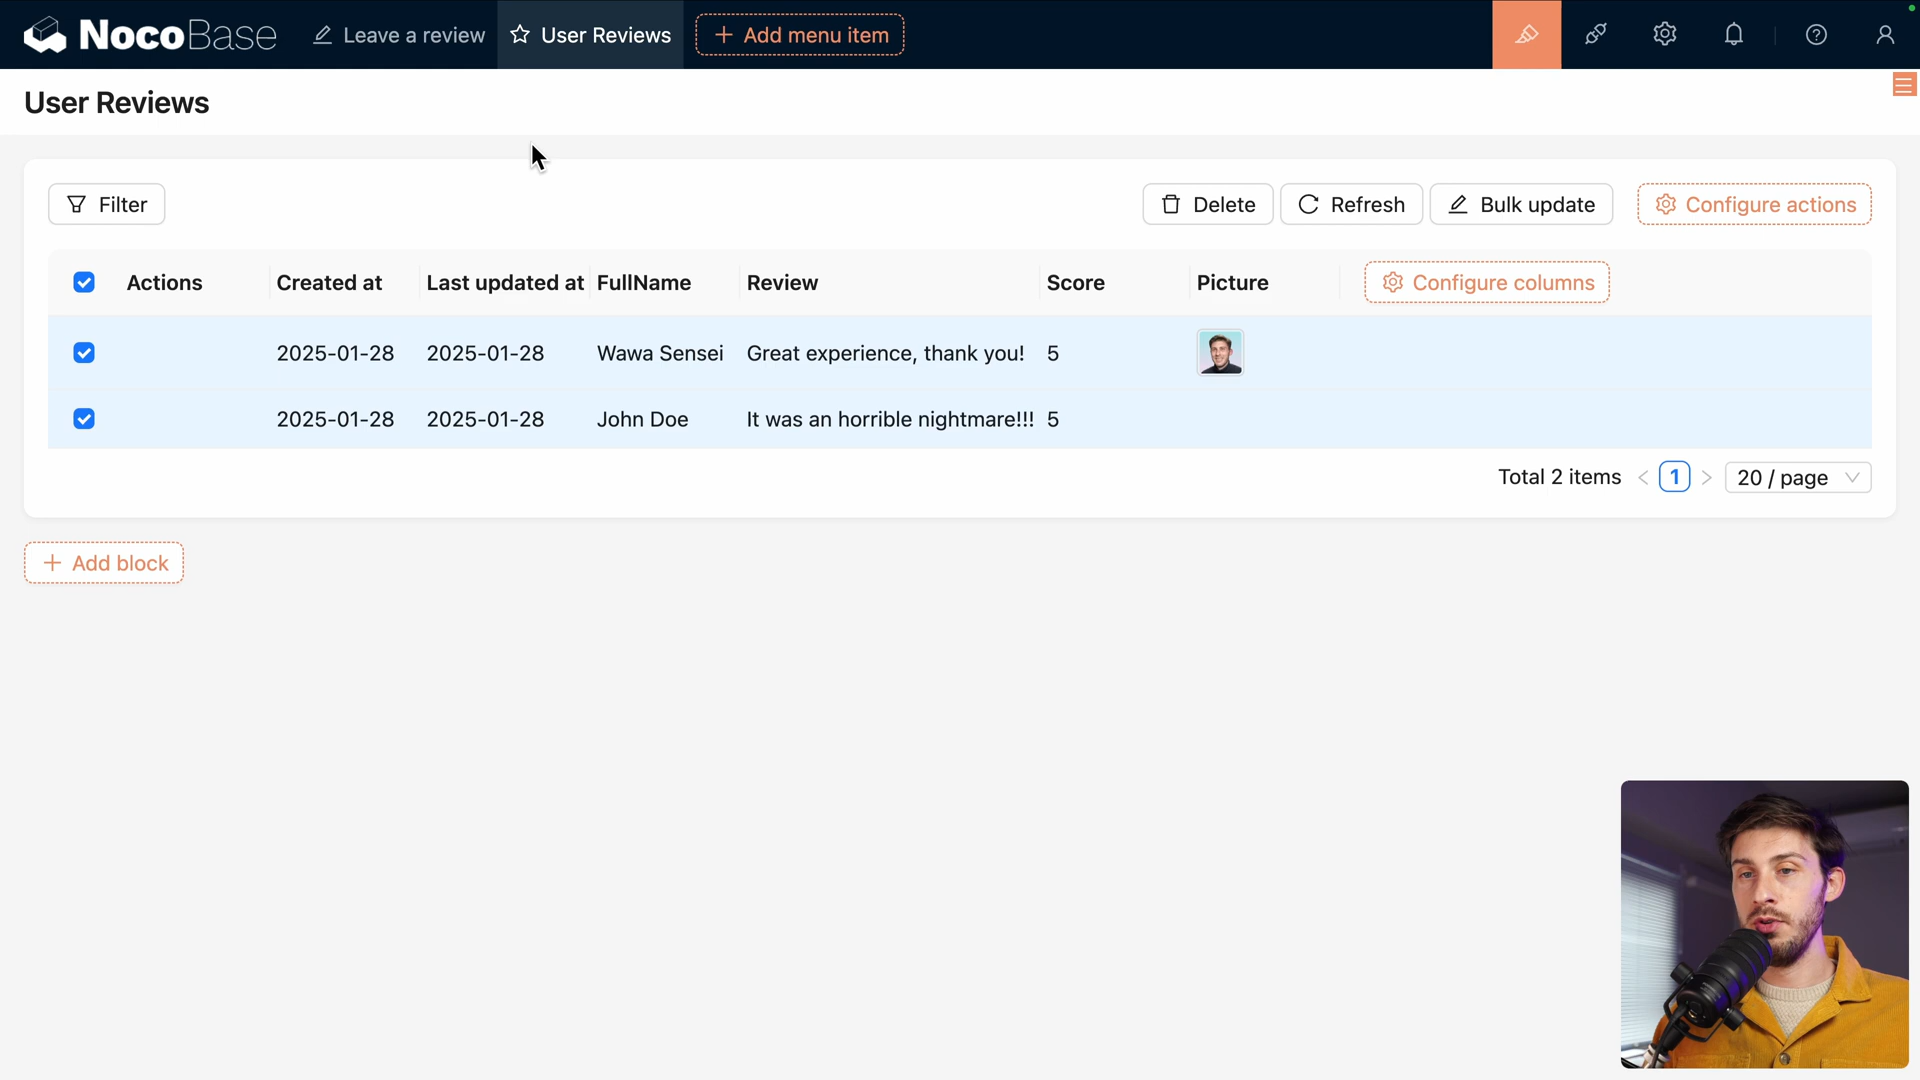 NocoBase
Leave a review
User Reviews
Add menu item
User Reviews
Filter
Delete
Refresh
Bulk update
Configure actions
Actions
Created at
Last updated at
FullName
Review
Score
Picture
Configure columns
2025-01-28
2025-01-28
Wawa Sensei
Great experience, thank you!
5
2025-01-28
2025-01-28
John Doe
It was an horrible nightmare!!!
5
Total 2 items
1
20 / page
Add block